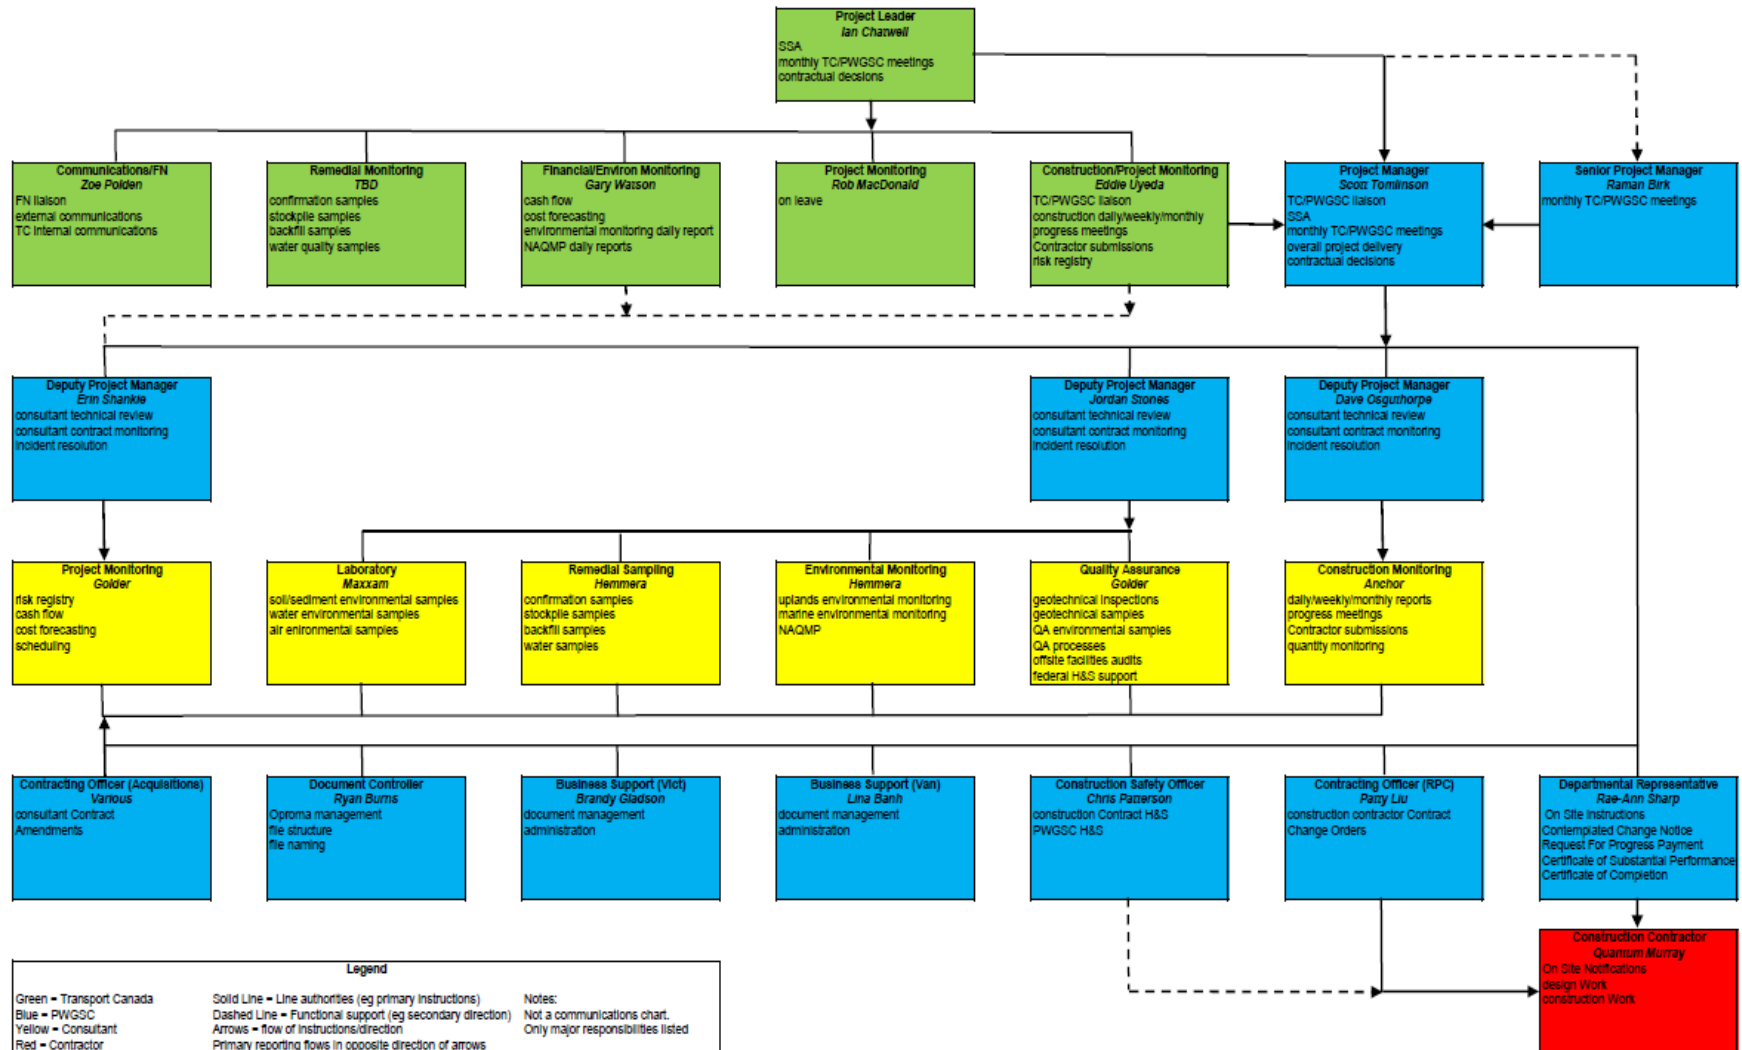 Project Leader
Ian Chatwell
SSA
monthly TC/PWGSC meetings
contractual decsions
Communications/FN
Zoe Polden
FN liaison
external communications
TC Internal communications
Remedial Monitoring
TBD
confirmation samples
stockpile samples
backfill samples
water quality samples
Financial/Environ Monitoring
Gary Watson
cash flow
cost forecasting
environmental monitoring daily report
NAQMP daily reports
Project Monitoring
Rob MacDonald
on leave
Construction/Project Monitoring
Eddie Uyeda
TC/PWGSC liaison
construction daily/weekly/monthly
progress meetings
Contractor submissions
risk registry
Project Manager
Scott Tomlinson
TC/PWGSC liaison
SSA
monthly TC/PWGSC meetings
overall project delivery
contractual decisions
Senior Project Manager
Raman Birk
monthly TC/PWGSC meetings
Deputy Project Manager
Erin Shankie
consultant technical review
consultant contract monitoring
incident resolution
Deputy Project Manager
Jordan Stones
consultant technical review
consultant contract monitoring
incident resolution
Deputy Project Manager
Dave Osguthorpe
consultant technical review
consultant contract monitoring
incident resolution
Project Monitoring
Golder
risk registry
cash flow
cost forecasting
scheduling
Laboratory
Maxxam
soil/sediment environmental samples
water environmental samples
air enironmental samples
Remedial Sampling
Hemmera
confirmation samples
stockpile samples
backfill samples
water samples
Environmental Monitoring
Hemmera
uplands environmental monitoring
marine environmental monitoring
NAQMP
Quality Assurance
Golder
geotechnical inspections
geotechnical samples
QA environmental samples
QA processes
offsite facilities audits
federal H&S support
Construction Monitoring
Anchor
daily/weekly/monthly reports
progress meetings
Contractor submissions
quantity monitoring
Contracting Officer (Acquisitions)
Various
consultant Contract
Amendments
Document Controller
Ryan Burns
Oproma management
file structure
file naming
Business Support (Vict)
Brandy Gladson
document management
administration
Business Support (Van)
Lina Banh
document management
administration
Construction Safety Officer
Chris Patterson
construction Contract H&S
PWGSC H&S
Contracting Officer (RPC)
Patty Liu
construction contractor Contract
Change Orders
Departmental Representative
Rae-Ann Sharp
On Site Instructions
Contemplated Change Notice
Request For Progress Payment
Certificate of Substantial Performance
Certificate of Completion
Construction Contractor
Quantum Murray
On Site Notifications
design Work
construction Work
Legend
Green = Transport Canada
Blue = PWGSC
Yellow = Consultant
Red = Contractor
Solid Line = Line authorities (eg primary instructions)
Dashed Line = Functional support (eg secondary direction)
Arrows = flow of instructions/direction
Primary reporting flows in opposite direction of arrows
Notes:
Not a communications chart.
Only major responsibilities listed